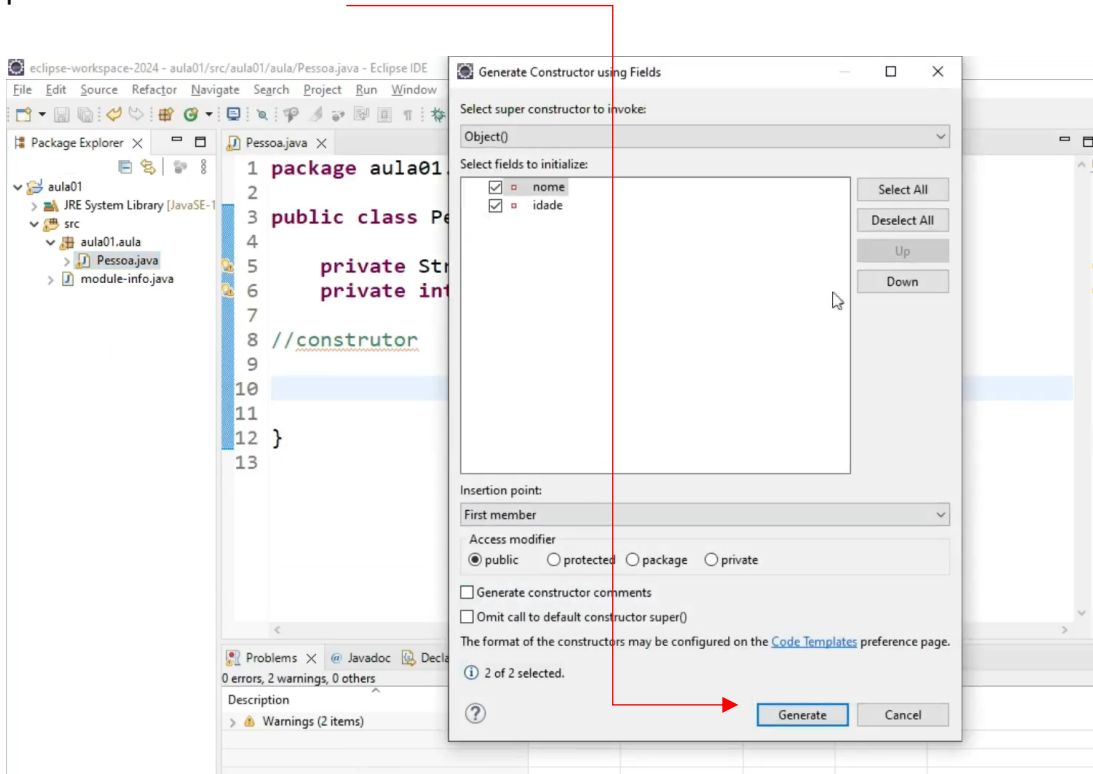 eclipse-workspace-2024 - aula01/src/aula01/aula/Pessoa.java - Eclipse IDE
File Edit Source Refactor Navigate Search Project Run Window
Package Explorer
aula01
JRE System Library [JavaSE-1
src
aula01.aula
Pessoa.java
module-info.java
Pessoa.java
1 package aula01.
2
3 public class Pe
4
5 private Str
6 private int
7
8 //construtor
9
10
11
12 }
13
Problems @ Javadoc Decla
0 errors, 2 warnings, 0 others
Description
Warnings (2 items)
Generate Constructor using Fields
Select super constructor to invoke:
Object()
Select fields to initialize:
nome
idade
Select All
Deselect All
Up
Down
Insertion point:
First member
Access modifier
public protected package private
Generate constructor comments
Omit call to default constructor super()
The format of the constructors may be configured on the Code Templates preference page.
2 of 2 selected.
Generate Cancel